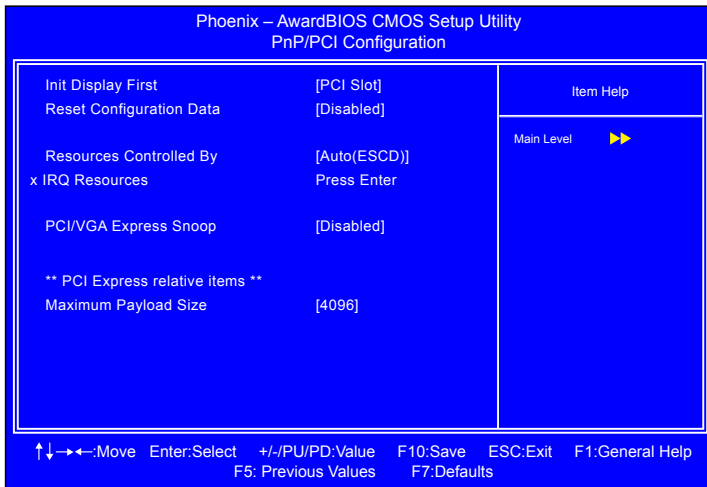 Phoenix – AwardBIOS CMOS Setup Utility
PnP/PCI Configuration
Init Display First [PCI Slot]
Reset Configuration Data [Disabled]
Resources Controlled By [Auto(ESCD)]
x IRQ Resources Press Enter
PCI/VGA Express Snoop [Disabled]
** PCI Express relative items **
Maximum Payload Size [4096]
Item Help
Main Level ▶▶
↑↓→←:Move Enter:Select +/-/PU/PD:Value F10:Save ESC:Exit F1:General Help
F5: Previous Values F7:Defaults